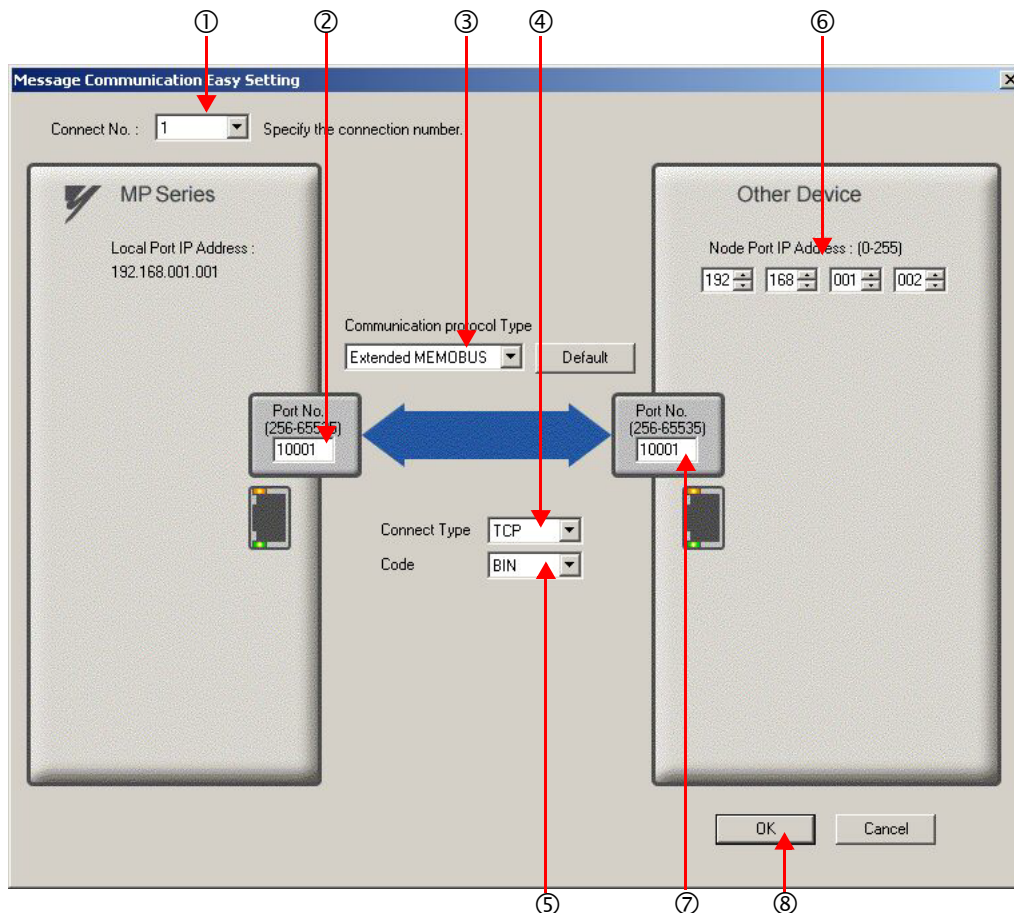 ① ② ③ ④ ⑥
Message Communication Easy Setting
Connect No. : 1 Specify the connection number.
MP Series
Local Port IP Address :
192.168.001.001
Other Device
Node Port IP Address : (0-255)
192 168 001 002
Communication protocol Type
Extended MEMOBUS Default
Port No.
(256-65535)
10001
Port No.
(256-65535)
10001
Connect Type TCP
Code BIN
OK Cancel
⑤ ⑦ ⑧